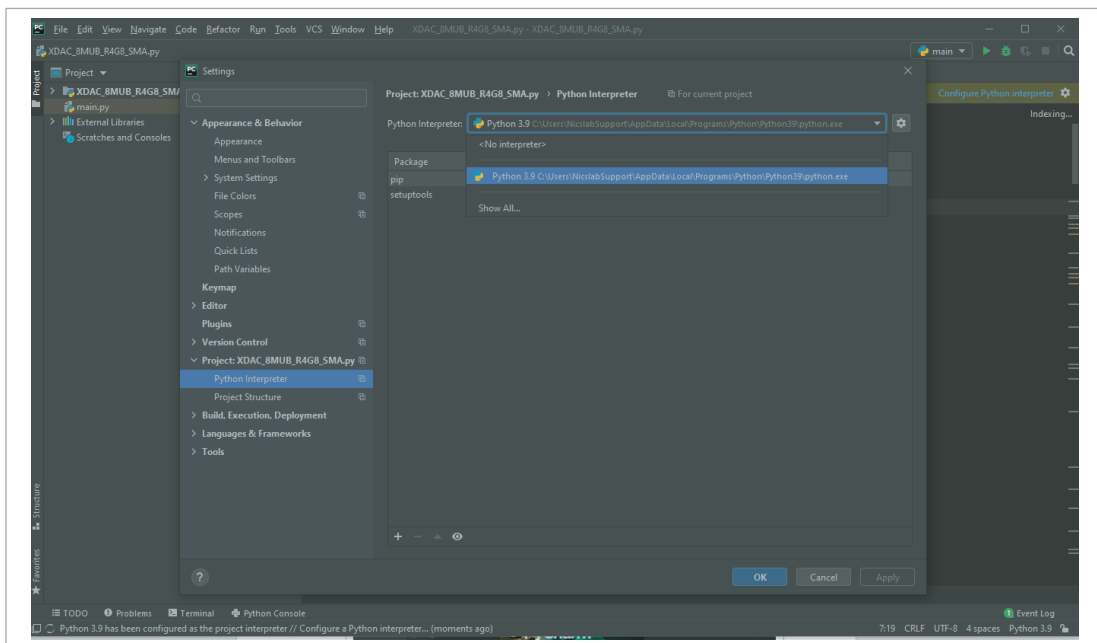 PC File Edit View Navigate Code Refactor Run Tools VCS Window Help XDAC_8MUB_R4G8_SMA.py - XDAC_8MUB_R4G8_SMA.py
XDAC_8MUB_R4G8_SMA.py main
Project
Project
XDAC_8MUB_R4G8_SMA
main.py
External Libraries
Scratches and Consoles
Configure Python interpreter
Indexing...
PC Settings
Appearance & Behavior
Appearance
Menus and Toolbars
System Settings
File Colors
Scopes
Notifications
Quick Lists
Path Variables
Keymap
Editor
Plugins
Version Control
Project: XDAC_8MUB_R4G8_SMA.py
Python Interpreter
Project Structure
Build, Execution, Deployment
Languages & Frameworks
Tools
Project: XDAC_8MUB_R4G8_SMA.py › Python Interpreter For current project
Python Interpreter: Python 3.9 C:\Users\NicslabSupport\AppData\Local\Programs\Python\Python39\python.exe
<No interpreter>
Python 3.9 C:\Users\NicslabSupport\AppData\Local\Programs\Python\Python39\python.exe
Show All...
Package
pip
setuptools
+ −
?
OK Cancel Apply
Structure
Favorites
TODO Problems Terminal Python Console 1 Event Log
Python 3.9 has been configured as the project interpreter // Configure a Python interpreter... (moments ago) 7:19 CRLF UTF-8 4 spaces Python 3.9